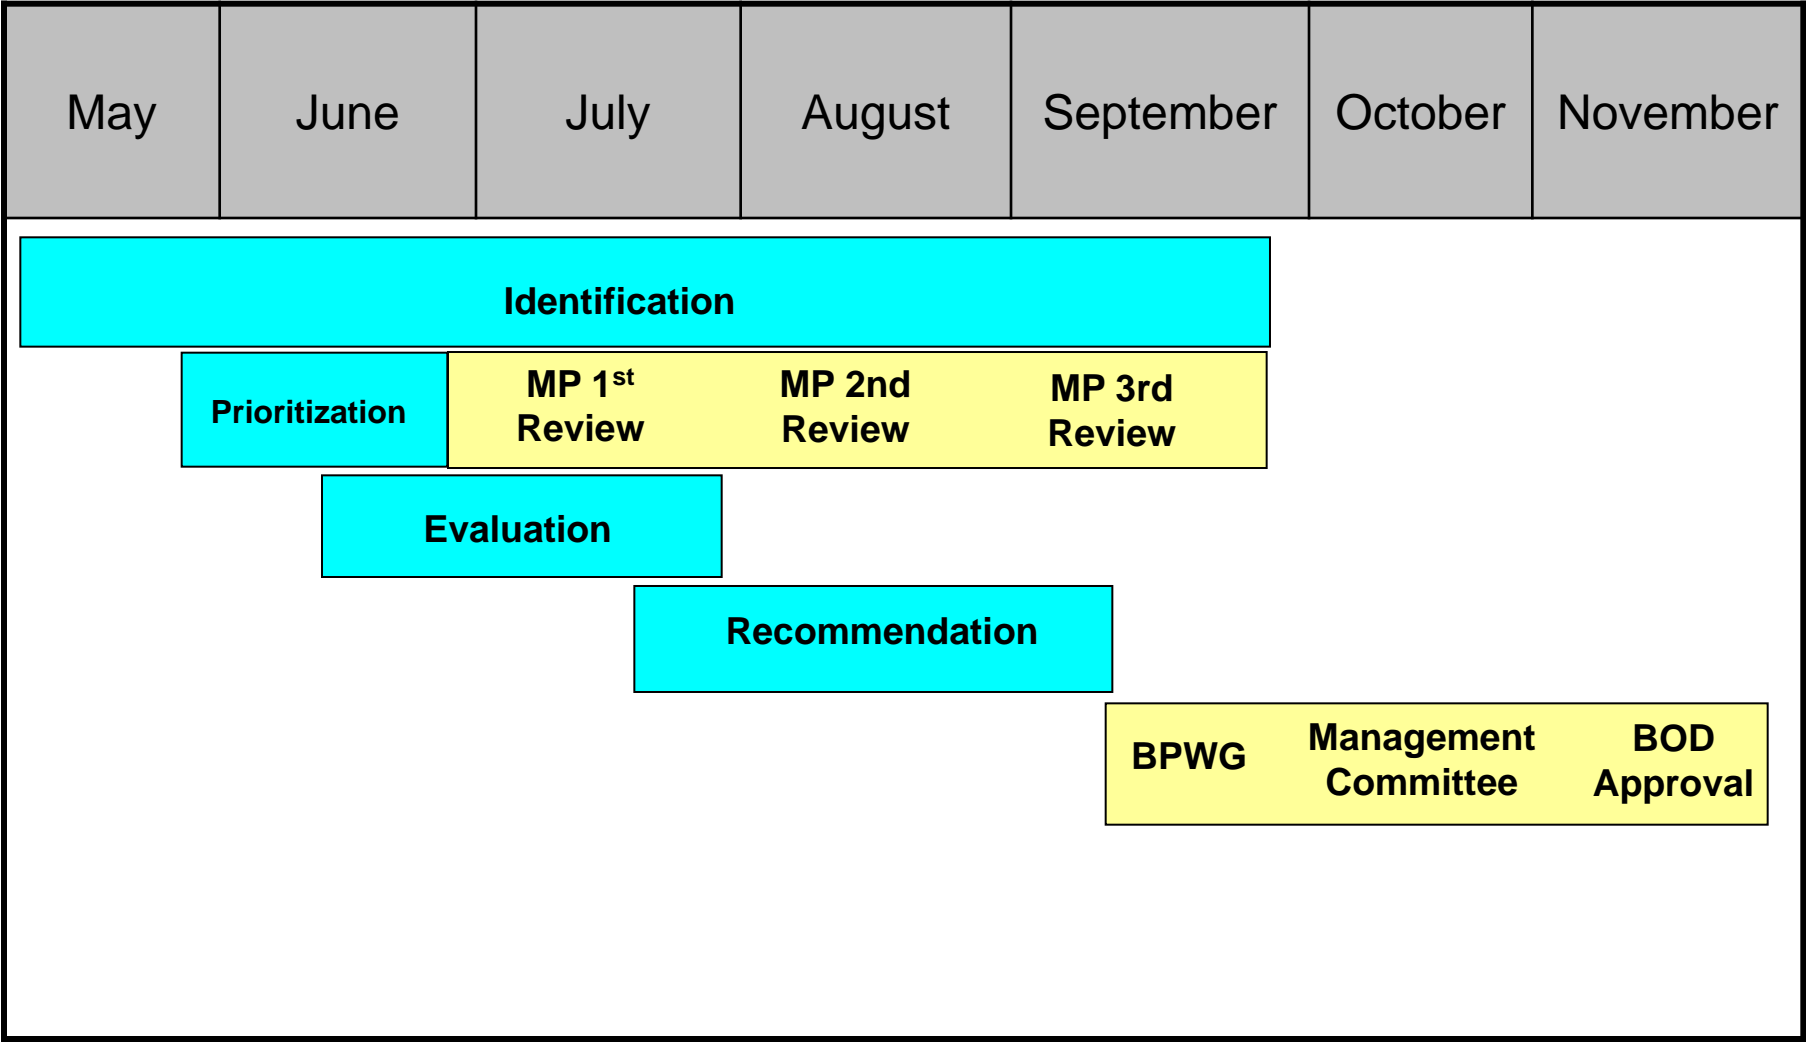 May June July August September October November
Identification
Prioritization
MP 1st
Review
MP 2nd
Review
MP 3rd
Review
Evaluation
Recommendation
BPWG
Management
Committee
BOD
Approval